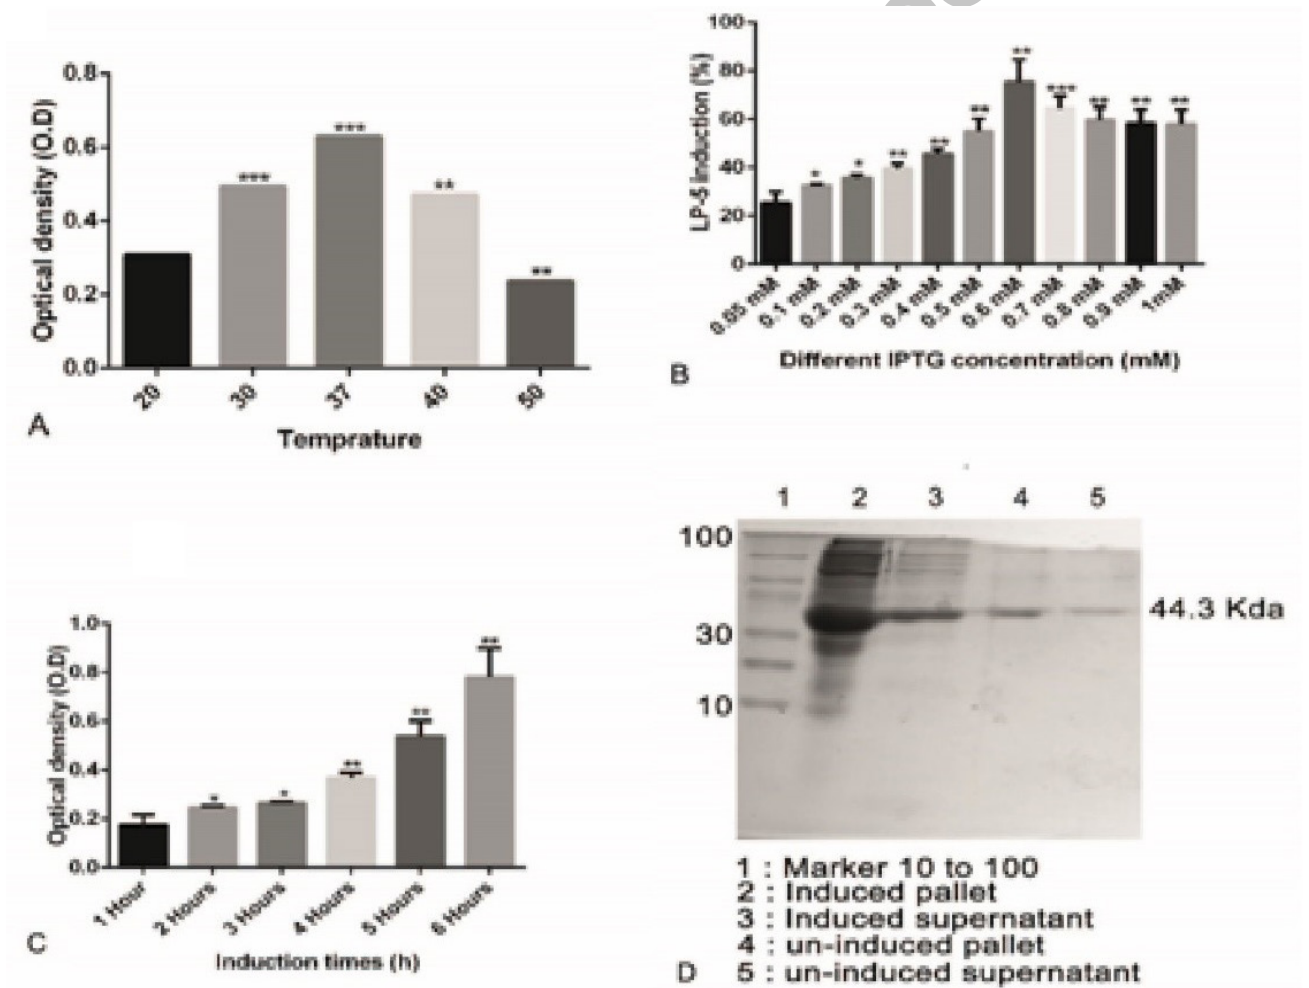 0.8
0.6
0.4
0.2
0.0
Optical density (O.D)
***
***
**
**
20
30
37
40
50
Temprature
A
100
80
60
40
20
0
LP-5 induction (%)
*
*
**
**
**
**
***
**
**
**
0.05 mM
0.1 mM
0.2 mM
0.3 mM
0.4 mM
0.5 mM
0.6 mM
0.7 mM
0.8 mM
0.9 mM
1mM
Different IPTG concentration (mM)
B
1.0
0.8
0.6
0.4
0.2
0.0
Optical density (O.D)
*
*
**
**
**
1 Hour
2 Hours
3 Hours
4 Hours
5 Hours
6 Hours
Induction times (h)
C
1 2 3 4 5
100
30
10
44.3 Kda
1 : Marker 10 to 100
2 : Induced pallet
3 : Induced supernatant
4 : un-induced pallet
5 : un-induced supernatant
D